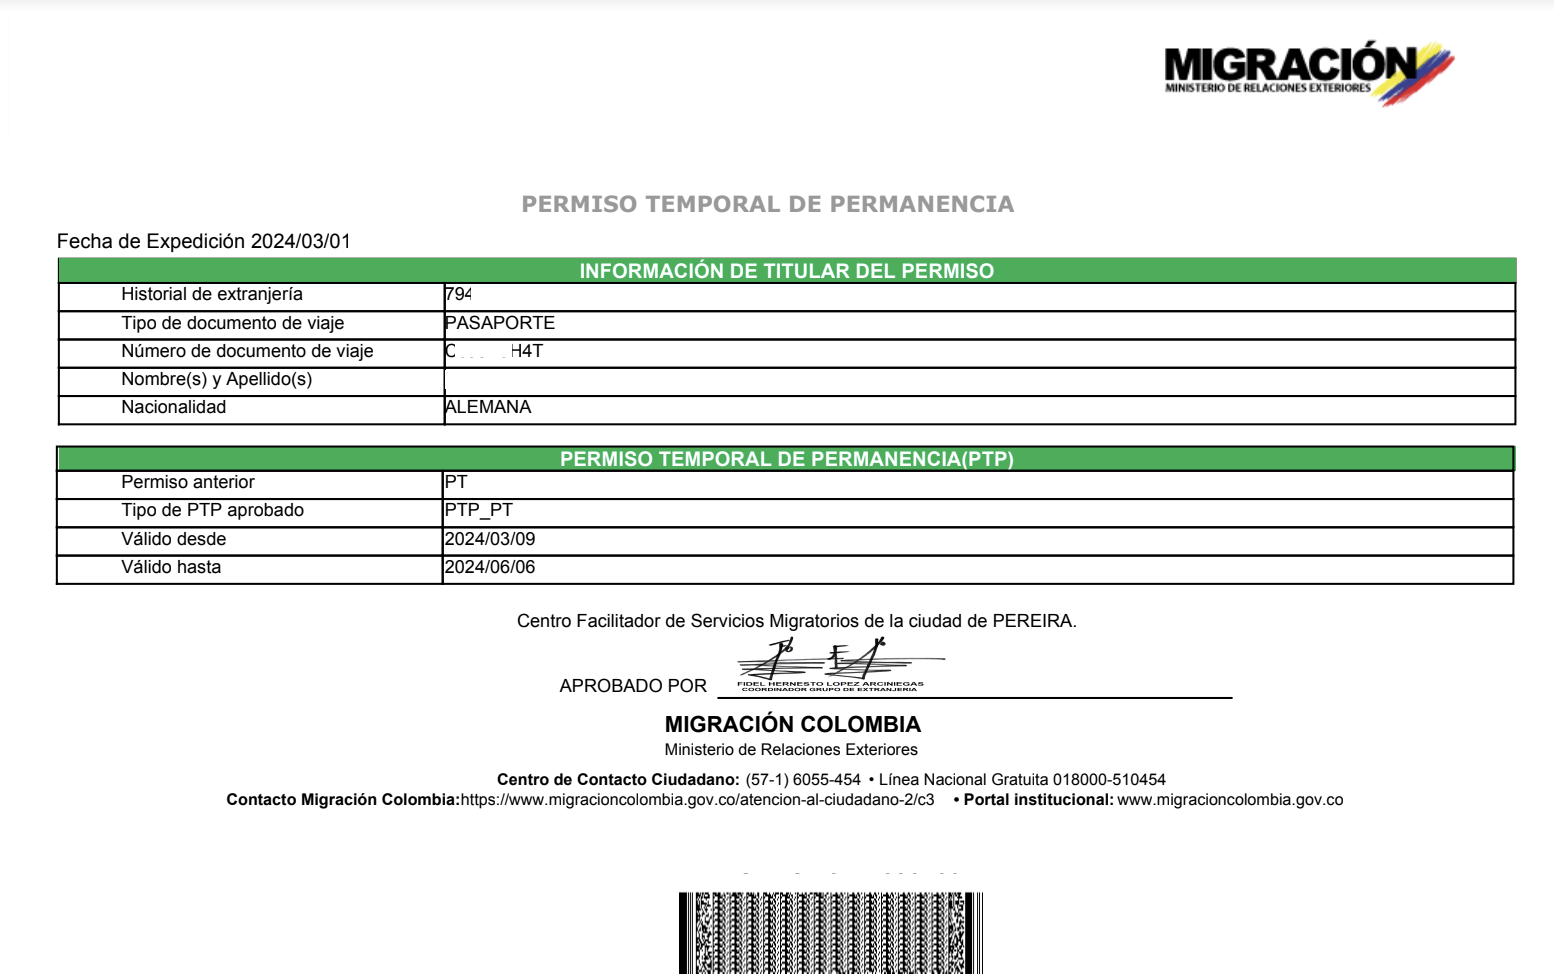 MIGRACIÓN
MINISTERIO DE RELACIONES EXTERIORES
PERMISO TEMPORAL DE PERMANENCIA
Fecha de Expedición 2024/03/01
INFORMACIÓN DE TITULAR DEL PERMISO
Historial de extranjería 794
Tipo de documento de viaje PASAPORTE
Número de documento de viaje C H4T
Nombre(s) y Apellido(s)
Nacionalidad ALEMANA
PERMISO TEMPORAL DE PERMANENCIA(PTP)
Permiso anterior PT
Tipo de PTP aprobado PTP_PT
Válido desde 2024/03/09
Válido hasta 2024/06/06
Centro Facilitador de Servicios Migratorios de la ciudad de PEREIRA.
APROBADO POR
FIDEL HERNESTO LOPEZ ARCINIEGAS
COORDINADOR GRUPO DE EXTRANJERIA
MIGRACIÓN COLOMBIA
Ministerio de Relaciones Exteriores
Centro de Contacto Ciudadano: (57-1) 6055-454 • Línea Nacional Gratuita 018000-510454
Contacto Migración Colombia:https://www.migracioncolombia.gov.co/atencion-al-ciudadano-2/c3 • Portal institucional: www.migracioncolombia.gov.co